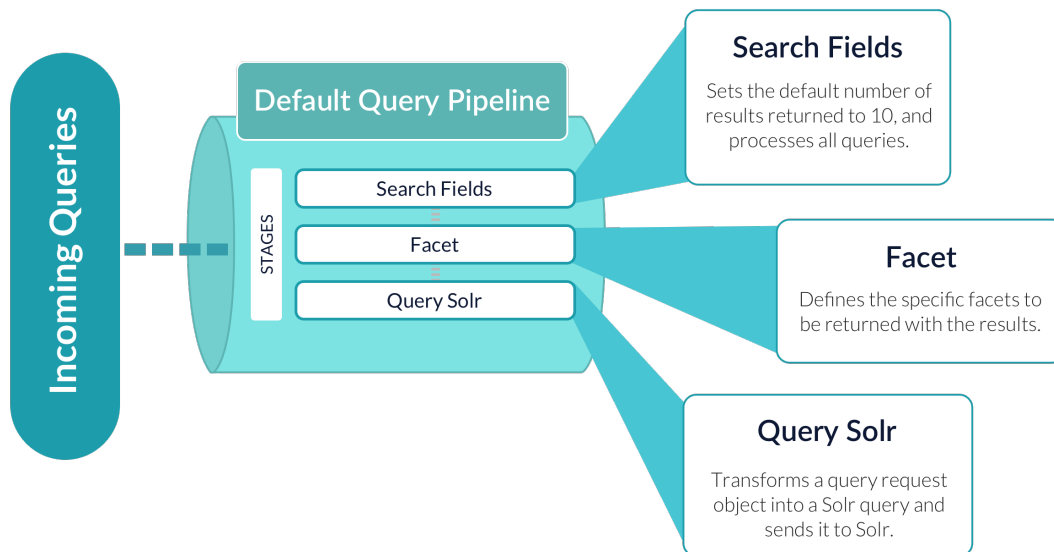 Incoming Queries
Default Query Pipeline
STAGES
Search Fields
Facet
Query Solr
Search Fields
Sets the default number of
results returned to 10, and
processes all queries.
Facet
Defines the specific facets to
be returned with the results.
Query Solr
Transforms a query request
object into a Solr query and
sends it to Solr.